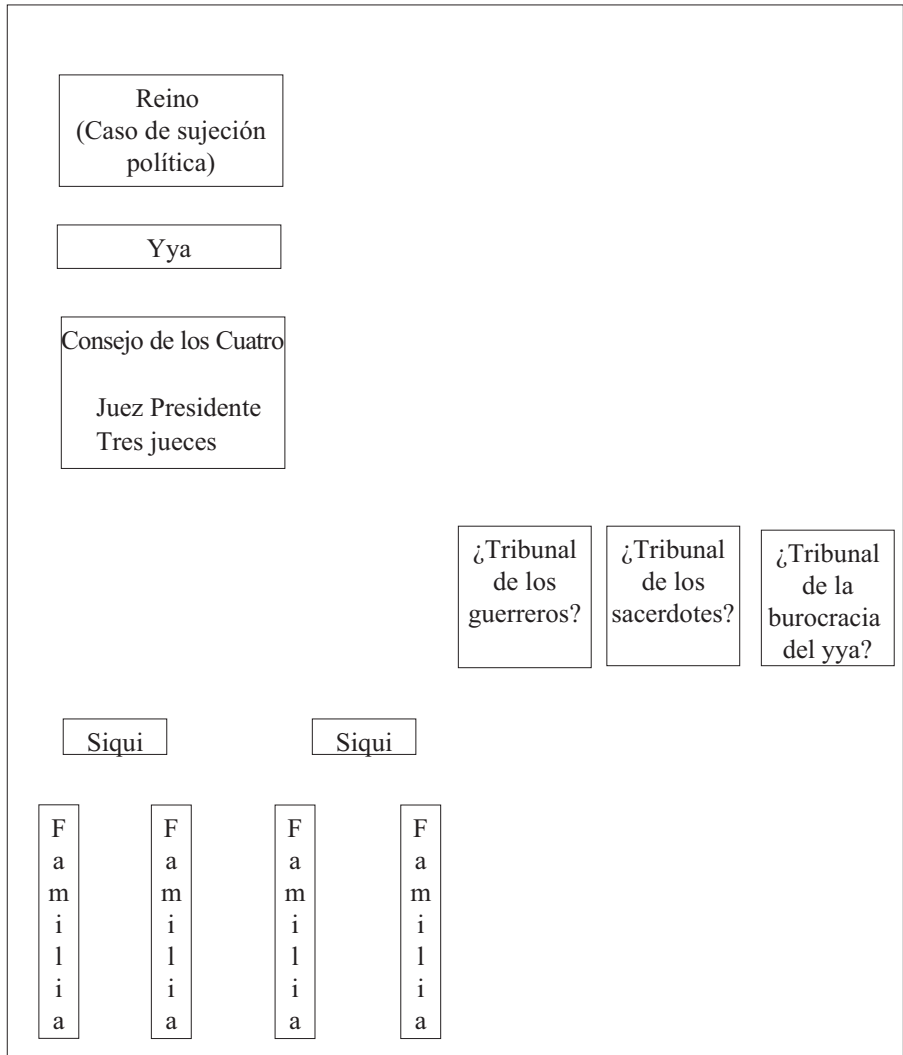 Reino
(Caso de sujeción
política)
Yya
Consejo de los Cuatro
Juez Presidente
Tres jueces
¿Tribunal
de los
guerreros?
¿Tribunal
de los
sacerdotes?
¿Tribunal
de la
burocracia
del yya?
Siqui
Siqui
Familia
Familia
Familia
Familia